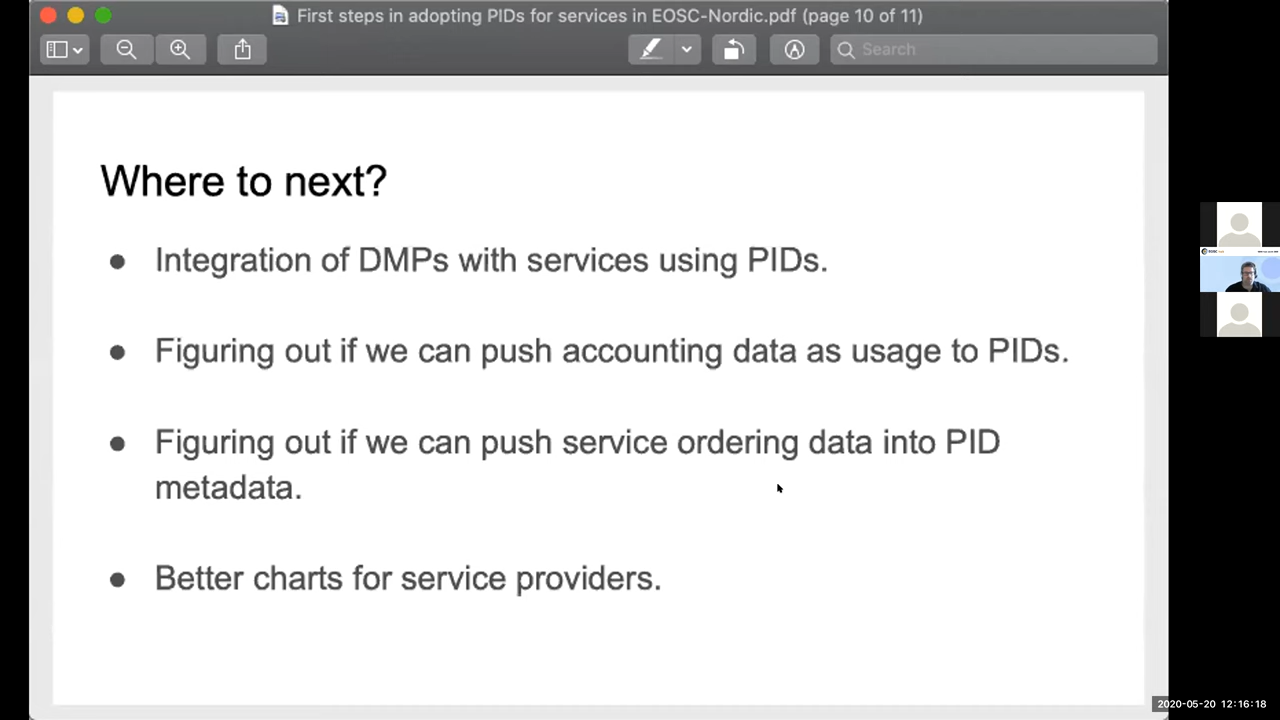 First steps in adopting PIDs for services in EOSC-Nordic.pdf (page 10 of 11)
Search
Where to next?
● Integration of DMPs with services using PIDs.
● Figuring out if we can push accounting data as usage to PIDs.
● Figuring out if we can push service ordering data into PID
metadata.
● Better charts for service providers.
2020-05-20 12:16:18